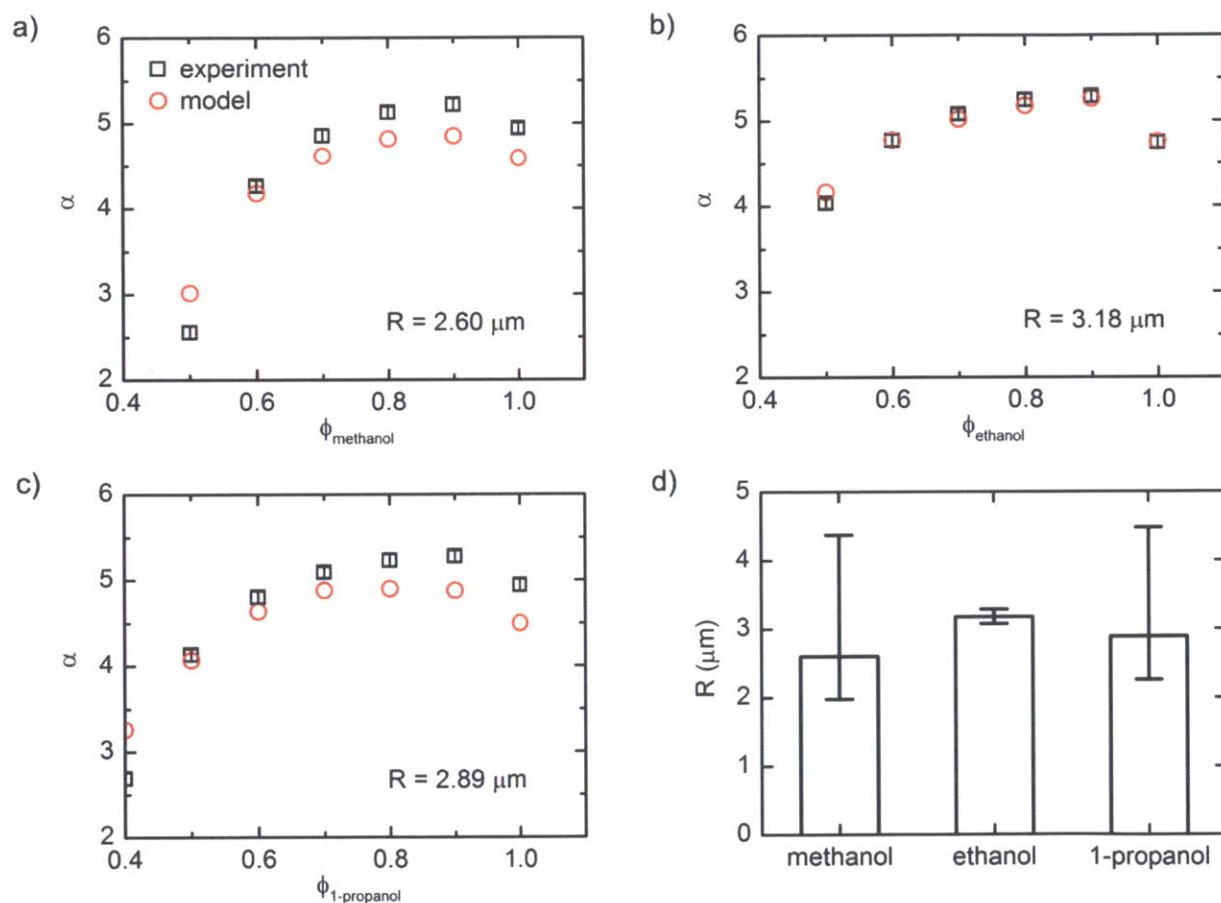 a)
6
5
4
3
2
α
experiment
model
R = 2.60 μm
0.4 0.6 0.8 1.0
ϕmethanol
b)
6
5
4
3
2
α
R = 3.18 μm
0.4 0.6 0.8 1.0
ϕethanol
c)
6
5
4
3
2
α
R = 2.89 μm
0.4 0.6 0.8 1.0
ϕ1-propanol
d)
5
4
3
2
1
0
R (μm)
methanol ethanol 1-propanol